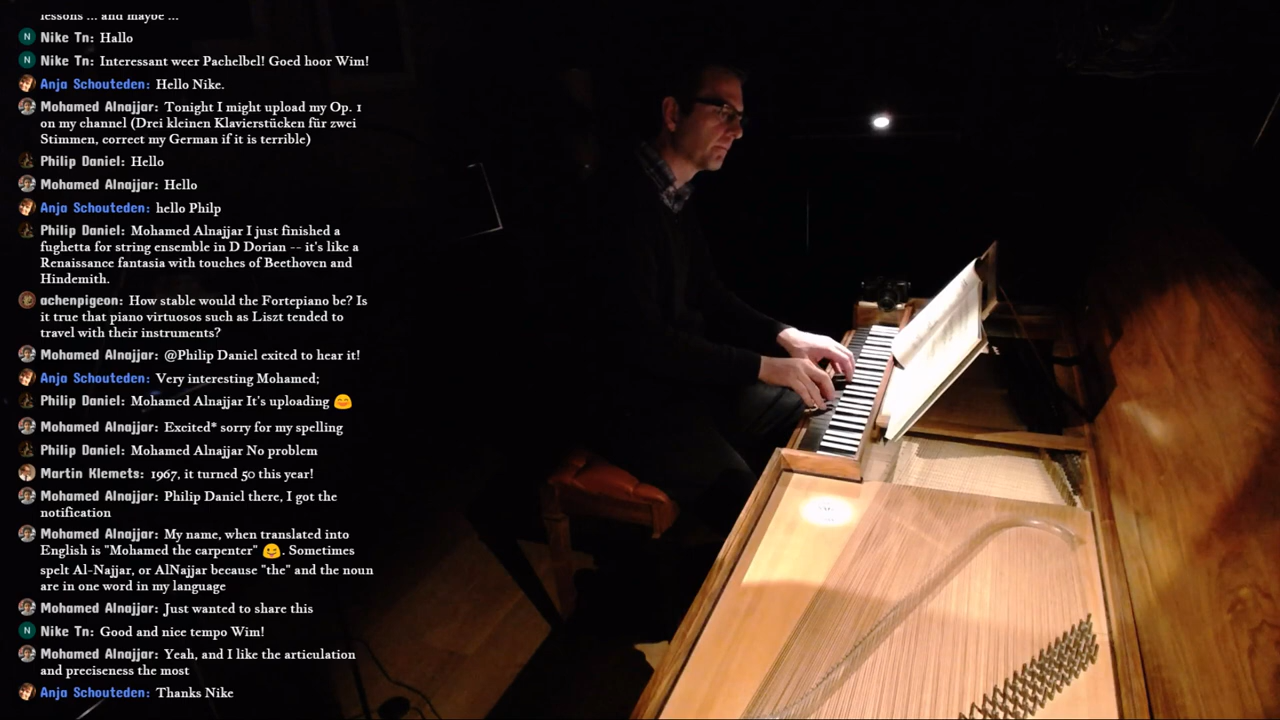 lessons ... and maybe ...
N Nike Tn: Hallo
N Nike Tn: Interessant weer Pachelbel! Goed hoor Wim!
Anja Schouteden: Hello Nike.
Mohamed Alnajjar: Tonight I might upload my Op. 1
on my channel (Drei kleinen Klavierstücken für zwei
Stimmen, correct my German if it is terrible)
Philip Daniel: Hello
Mohamed Alnajjar: Hello
Anja Schouteden: hello Philp
Philip Daniel: Mohamed Alnajjar I just finished a
fughetta for string ensemble in D Dorian -- it's like a
Renaissance fantasia with touches of Beethoven and
Hindemith.
achenpigeon: How stable would the Fortepiano be? Is
it true that piano virtuosos such as Liszt tended to
travel with their instruments?
Mohamed Alnajjar: @Philip Daniel exited to hear it!
Anja Schouteden: Very interesting Mohamed;
Philip Daniel: Mohamed Alnajjar It's uploading 😊
Mohamed Alnajjar: Excited* sorry for my spelling
Philip Daniel: Mohamed Alnajjar No problem
Martin Klemets: 1967, it turned 50 this year!
Mohamed Alnajjar: Philip Daniel there, I got the
notification
Mohamed Alnajjar: My name, when translated into
English is "Mohamed the carpenter" 😉. Sometimes
spelt Al-Najjar, or AlNajjar because "the" and the noun
are in one word in my language
Mohamed Alnajjar: Just wanted to share this
N Nike Tn: Good and nice tempo Wim!
Mohamed Alnajjar: Yeah, and I like the articulation
and preciseness the most
Anja Schouteden: Thanks Nike